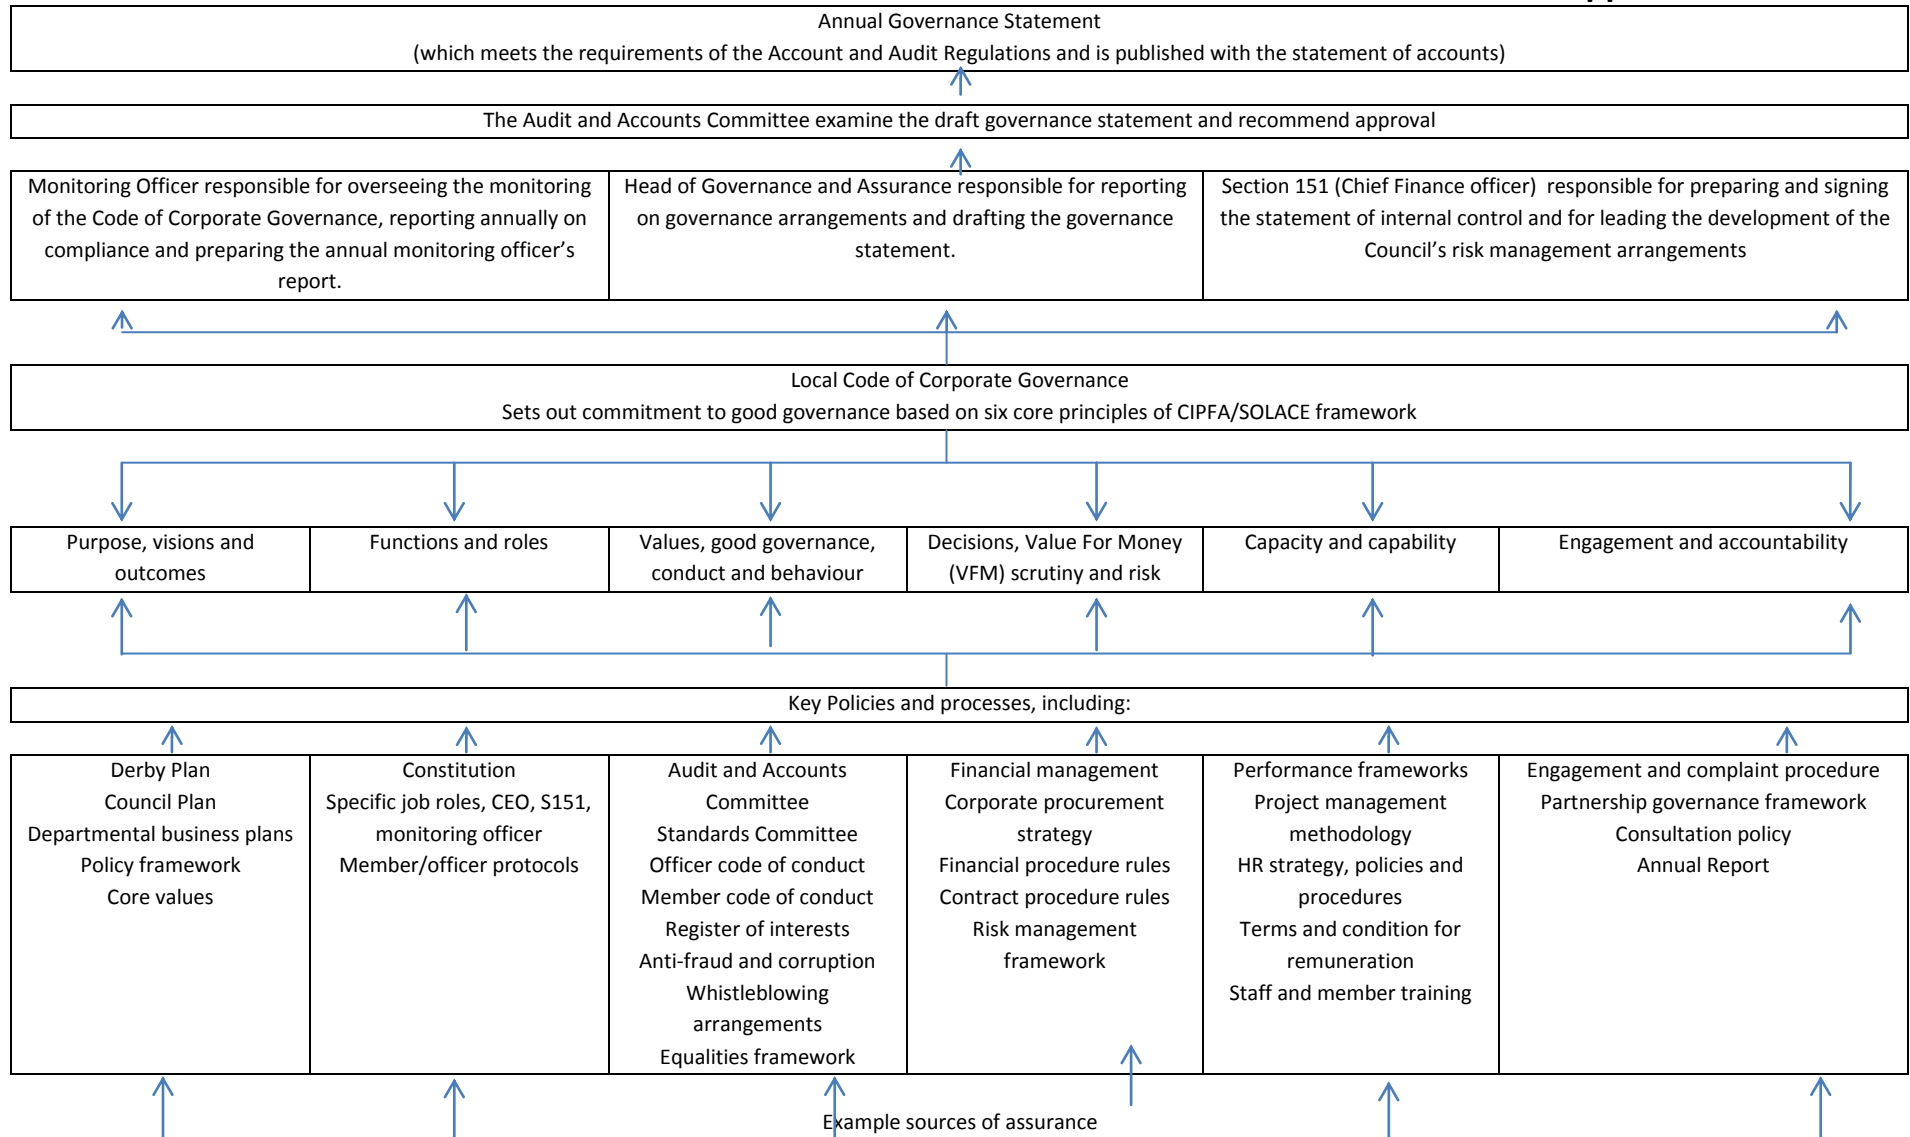 Annual Governance Statement
(which meets the requirements of the Account and Audit Regulations and is published with the statement of accounts)
The Audit and Accounts Committee examine the draft governance statement and recommend approval
Monitoring Officer responsible for overseeing the monitoring
of the Code of Corporate Governance, reporting annually on
compliance and preparing the annual monitoring officer's
report.
Head of Governance and Assurance responsible for reporting
on governance arrangements and drafting the governance
statement.
Section 151 (Chief Finance officer)  responsible for preparing and signing
the statement of internal control and for leading the development of the
Council's risk management arrangements
Local Code of Corporate Governance
Sets out commitment to good governance based on six core principles of CIPFA/SOLACE framework
Purpose, visions and
outcomes
Functions and roles
Values, good governance,
conduct and behaviour
Decisions, Value For Money
(VFM) scrutiny and risk
Capacity and capability
Engagement and accountability
Key Policies and processes, including:
Derby Plan
Council Plan
Departmental business plans
Policy framework
Core values
Constitution
Specific job roles, CEO, S151,
monitoring officer
Member/officer protocols
Audit and Accounts
Committee
Standards Committee
Officer code of conduct
Member code of conduct
Register of interests
Anti-fraud and corruption
Whistleblowing
arrangements
Equalities framework
Financial management
Corporate procurement
strategy
Financial procedure rules
Contract procedure rules
Risk management
framework
Performance frameworks
Project management
methodology
HR strategy, policies and
procedures
Terms and condition for
remuneration
Staff and member training
Engagement and complaint procedure
Partnership governance framework
Consultation policy
Annual Report
Example sources of assurance